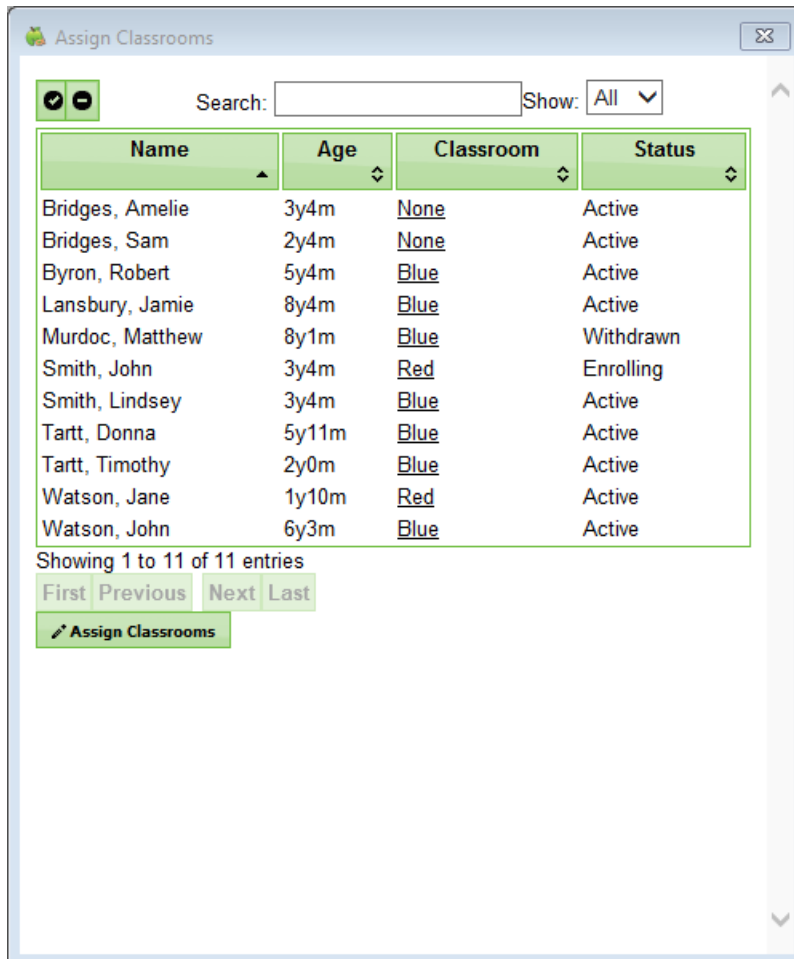 Assign Classrooms
Search: Show: All
Name Age Classroom Status
Bridges, Amelie 3y4m None Active
Bridges, Sam 2y4m None Active
Byron, Robert 5y4m Blue Active
Lansbury, Jamie 8y4m Blue Active
Murdoc, Matthew 8y1m Blue Withdrawn
Smith, John 3y4m Red Enrolling
Smith, Lindsey 3y4m Blue Active
Tartt, Donna 5y11m Blue Active
Tartt, Timothy 2y0m Blue Active
Watson, Jane 1y10m Red Active
Watson, John 6y3m Blue Active
Showing 1 to 11 of 11 entries
First Previous Next Last
Assign Classrooms